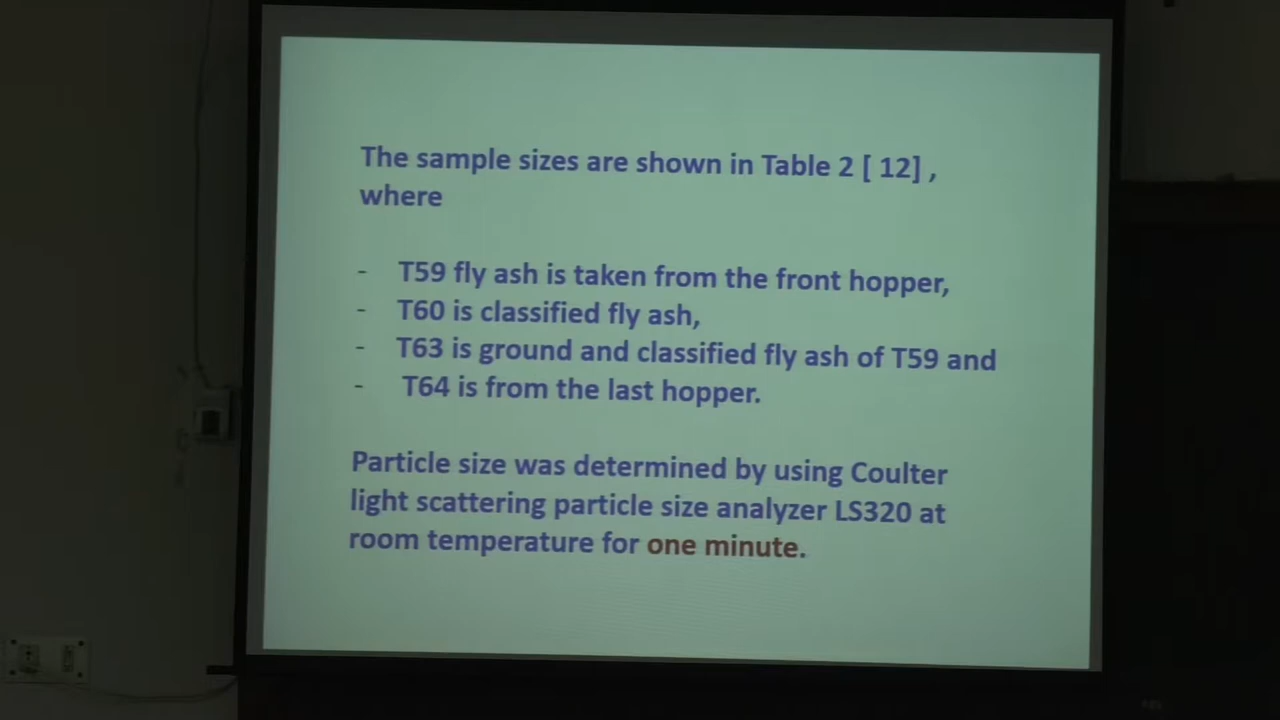 The sample sizes are shown in Table 2 [ 12] ,
where
- T59 fly ash is taken from the front hopper,
- T60 is classified fly ash,
- T63 is ground and classified fly ash of T59 and
- T64 is from the last hopper.
Particle size was determined by using Coulter
light scattering particle size analyzer LS320 at
room temperature for one minute.